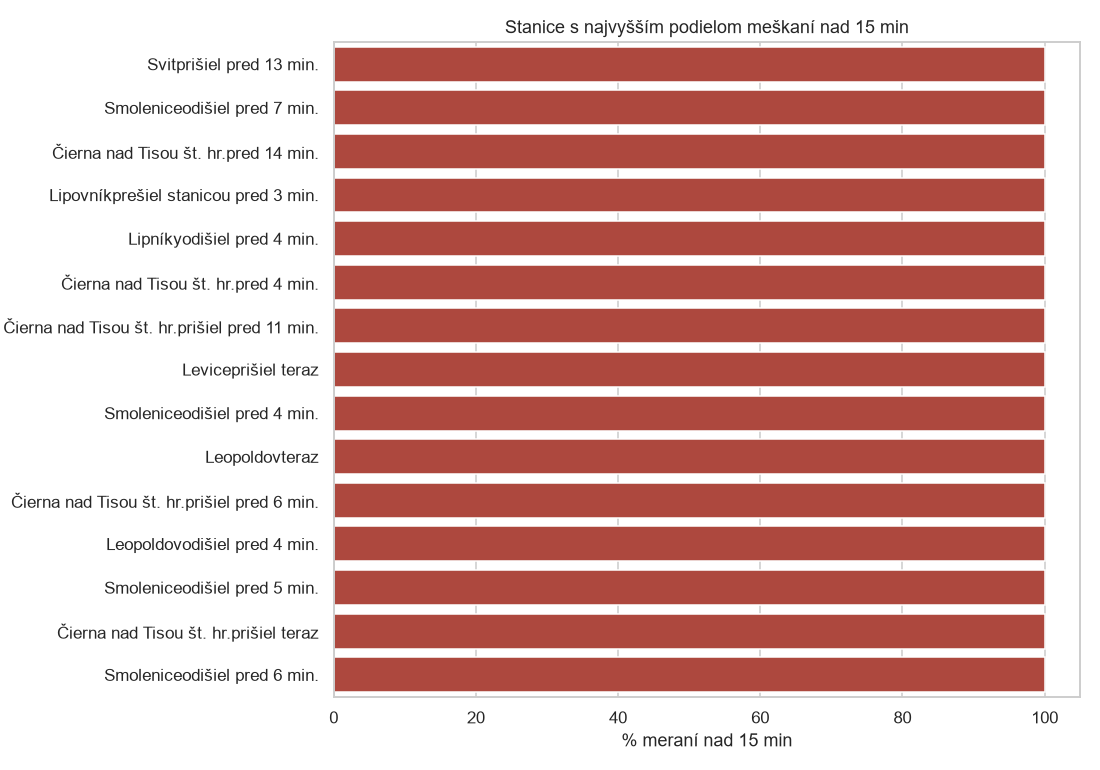 Stanice s najvyšším podielom meškaní nad 15 min
Svitprišiel pred 13 min.
Smoleniceodišiel pred 7 min.
Čierna nad Tisou št. hr.pred 14 min.
Lipovníkprešiel stanicou pred 3 min.
Lipníkyodišiel pred 4 min.
Čierna nad Tisou št. hr.pred 4 min.
Čierna nad Tisou št. hr.prišiel pred 11 min.
Leviceprišiel teraz
Smoleniceodišiel pred 4 min.
Leopoldovteraz
Čierna nad Tisou št. hr.prišiel pred 6 min.
Leopoldovodišiel pred 4 min.
Smoleniceodišiel pred 5 min.
Čierna nad Tisou št. hr.prišiel teraz
Smoleniceodišiel pred 6 min.
0 20 40 60 80 100
% meraní nad 15 min